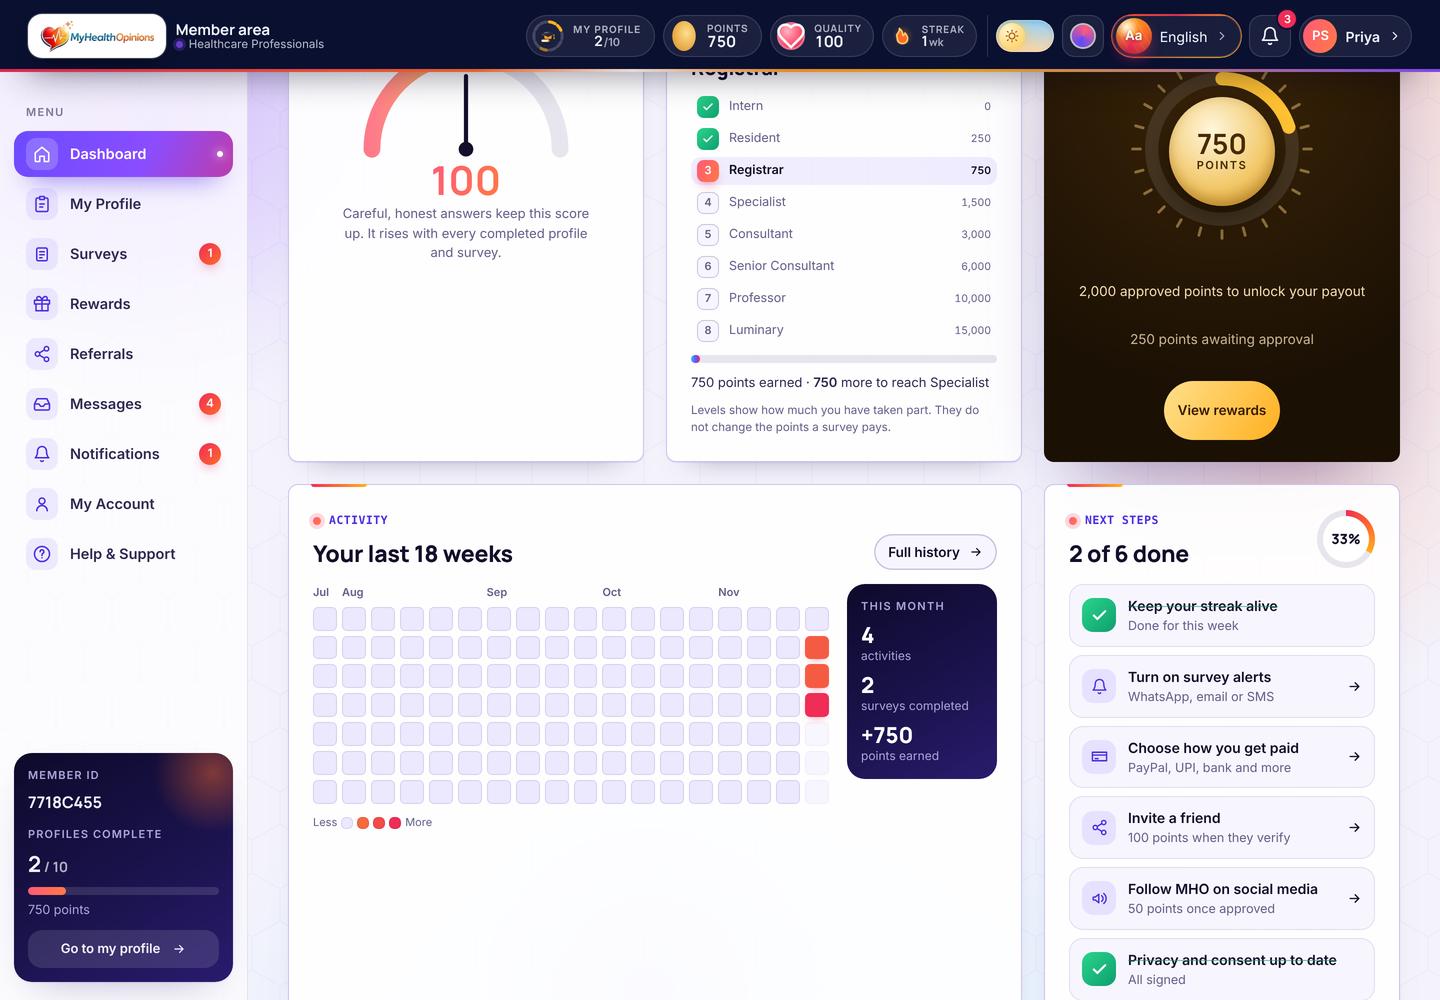 MyHealthOpinions
Member area
Healthcare Professionals
MY PROFILE
2/10
POINTS
750
QUALITY
100
STREAK
1wk
Aa
English
3
PS
Priya
MENU
Dashboard
My Profile
Surveys
1
Rewards
Referrals
Messages
4
Notifications
1
My Account
Help & Support
MEMBER ID
7718C455
PROFILES COMPLETE
2 / 10
750 points
Go to my profile
100
Careful, honest answers keep this score
up. It rises with every completed profile
and survey.
Registrar
Intern 0
Resident 250
3 Registrar 750
4 Specialist 1,500
5 Consultant 3,000
6 Senior Consultant 6,000
7 Professor 10,000
8 Luminary 15,000
750 points earned · 750 more to reach Specialist
Levels show how much you have taken part. They do
not change the points a survey pays.
750
POINTS
2,000 approved points to unlock your payout
250 points awaiting approval
View rewards
ACTIVITY
Your last 18 weeks
Full history
Jul Aug Sep Oct Nov
Less More
THIS MONTH
4
activities
2
surveys completed
+750
points earned
NEXT STEPS
2 of 6 done
33%
Keep your streak alive
Done for this week
Turn on survey alerts
WhatsApp, email or SMS
Choose how you get paid
PayPal, UPI, bank and more
Invite a friend
100 points when they verify
Follow MHO on social media
50 points once approved
Privacy and consent up to date
All signed